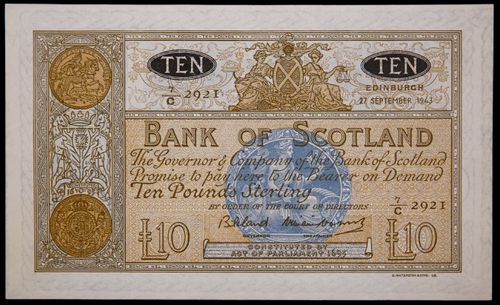 TEN
TEN
7/C 2921
EDINBURGH
27 SEPTEMBER 1963
BANK OF SCOTLAND
The Governor & Company of the Bank of Scotland
Promise to pay here to the Bearer on Demand
Ten Pounds Sterling
BY ORDER OF THE COURT OF DIRECTORS
7/C 2921
GOVERNOR
TREASURER
£10
£10
CONSTITUTED BY
ACT OF PARLIAMENT 1695